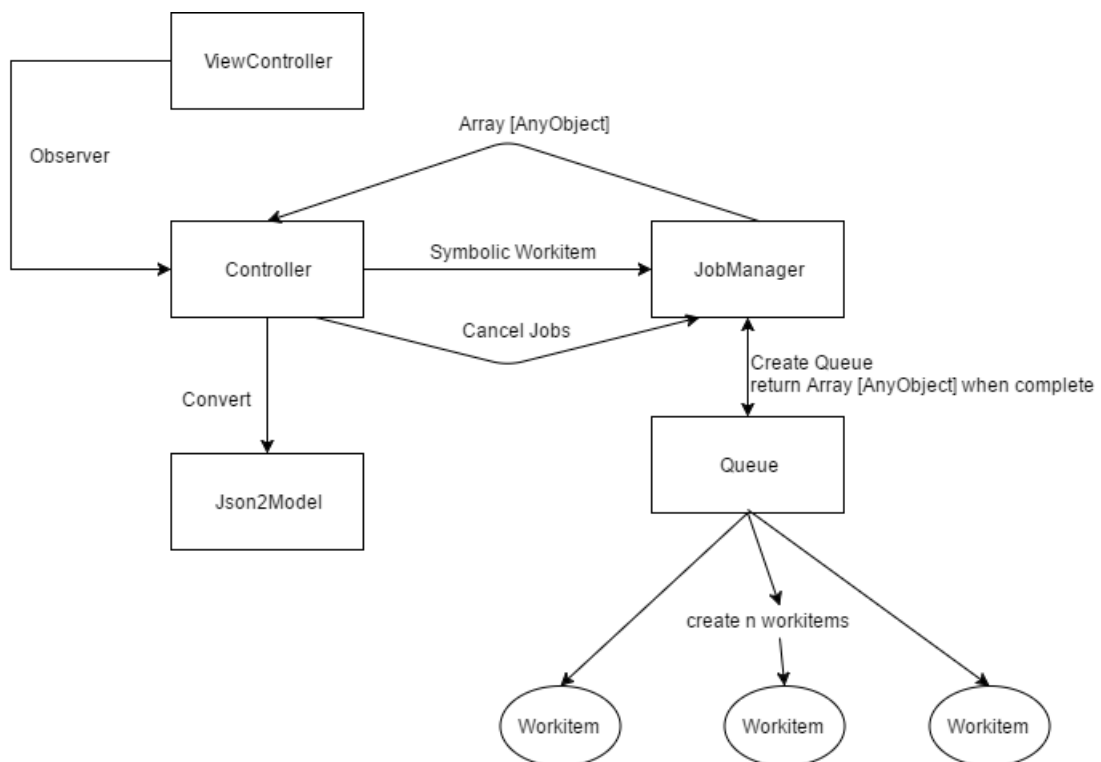 ViewController
Array [AnyObject]
Observer
Controller
Symbolic Workitem
JobManager
Cancel Jobs
Create Queue
return Array [AnyObject] when complete
Convert
Queue
Json2Model
create n workitems
Workitem
Workitem
Workitem